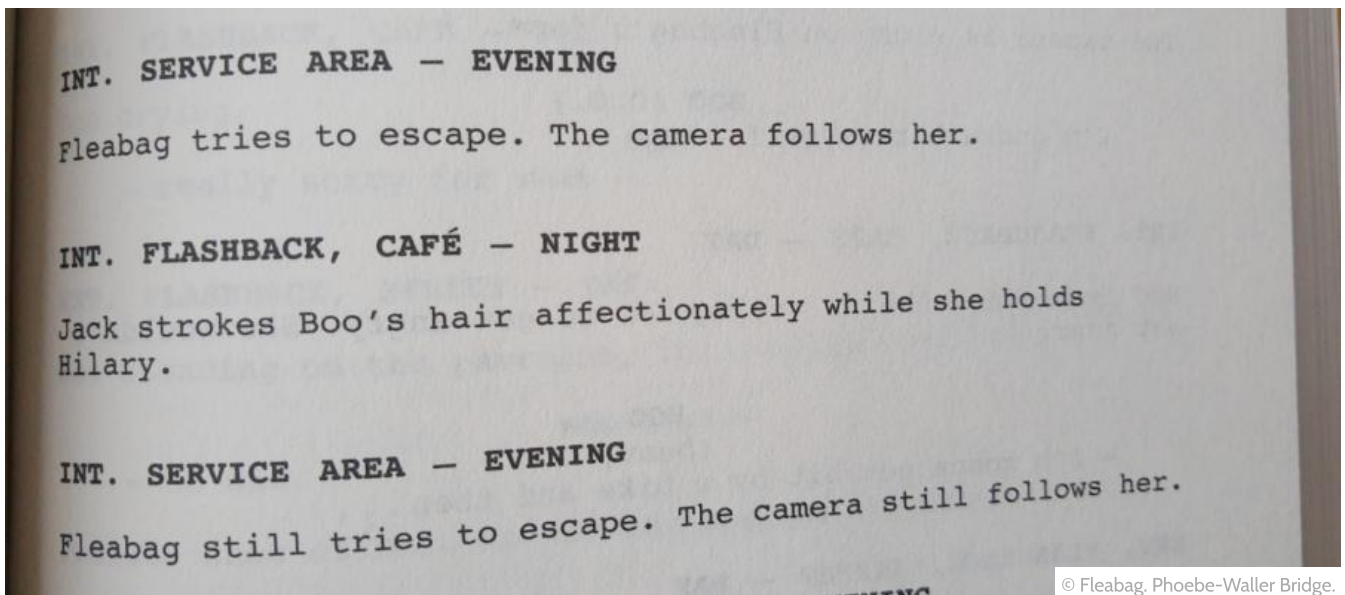 INT. SERVICE AREA — EVENING
Fleabag tries to escape. The camera follows her.
INT. FLASHBACK, CAFÉ — NIGHT
Jack strokes Boo's hair affectionately while she holds
Hilary.
INT. SERVICE AREA — EVENING
Fleabag still tries to escape. The camera still follows her.
© Fleabag. Phoebe-Waller Bridge.